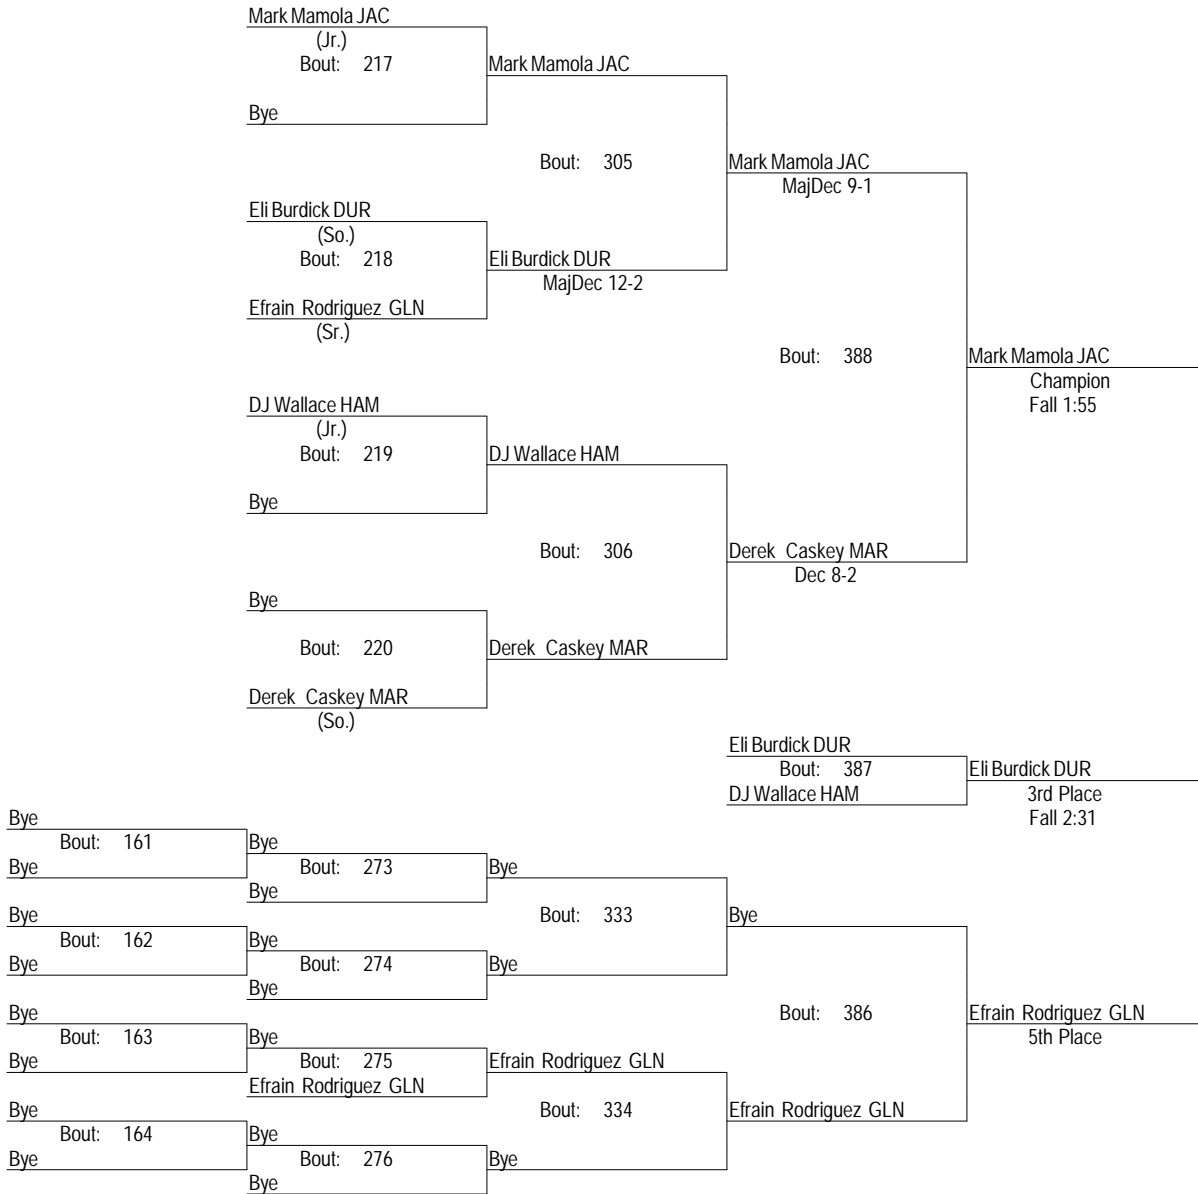 Mark Mamola JAC
(Jr.)
Bout: 217
Mark Mamola JAC
Bye
Bout: 305
Mark Mamola JAC
MajDec 9-1
Eli Burdick DUR
(So.)
Bout: 218
Eli Burdick DUR
MajDec 12-2
Efrain Rodriguez GLN
(Sr.)
Bout: 388
Mark Mamola JAC
Champion
Fall 1:55
DJ Wallace HAM
(Jr.)
Bout: 219
DJ Wallace HAM
Bye
Bout: 306
Derek Caskey MAR
Dec 8-2
Bye
Bout: 220
Derek Caskey MAR
Derek Caskey MAR
(So.)
Eli Burdick DUR
Bout: 387
Eli Burdick DUR
DJ Wallace HAM
3rd Place
Fall 2:31
Bye
Bout: 161
Bye
Bye
Bout: 273
Bye
Bye
Bout: 333
Bye
Bye
Bout: 162
Bye
Bye
Bout: 274
Bye
Bye
Bout: 386
Efrain Rodriguez GLN
5th Place
Bye
Bout: 163
Bye
Bye
Bout: 275
Efrain Rodriguez GLN
Efrain Rodriguez GLN
Bout: 334
Efrain Rodriguez GLN
Bye
Bout: 164
Bye
Bye
Bout: 276
Bye
Bye